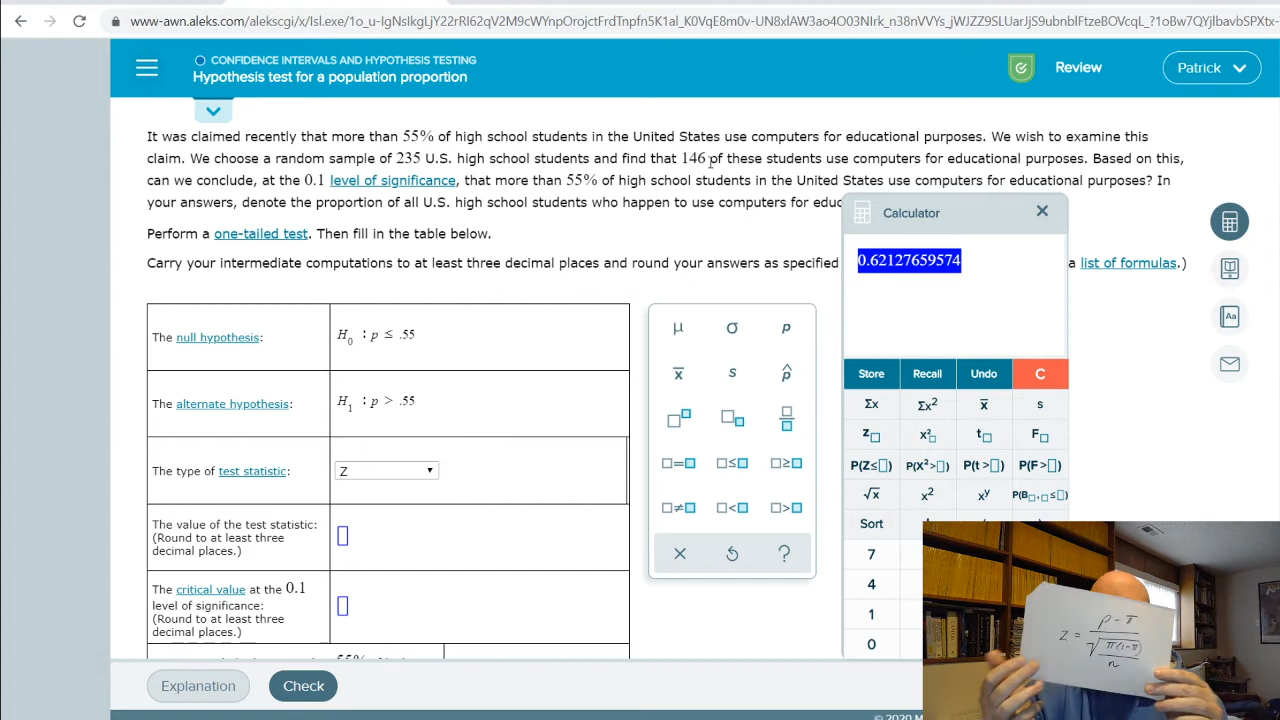 www-awn.aleks.com/alekscgi/x/Isl.exe/1o_u-IgNsIkgLjY22rRI62qV2M9cWYnpOrojctFrdTnpfn5K1al_K0VqE8m0v-UN8xlAW3ao4O03NIrk_n38nVVYs_jWJZZ9SLUarJjS9ubnblFtzeBOVcqL_?1oBw7QYjlbavbSPXtx-
CONFIDENCE INTERVALS AND HYPOTHESIS TESTING
Hypothesis test for a population proportion
Review
Patrick
It was claimed recently that more than 55% of high school students in the United States use computers for educational purposes. We wish to examine this
claim. We choose a random sample of 235 U.S. high school students and find that 146 of these students use computers for educational purposes. Based on this,
can we conclude, at the 0.1 level of significance, that more than 55% of high school students in the United States use computers for educational purposes? In
your answers, denote the proportion of all U.S. high school students who happen to use computers for educ
Perform a one-tailed test. Then fill in the table below.
Carry your intermediate computations to at least three decimal places and round your answers as specified
a list of formulas.)
The null hypothesis:
H0 : p ≤ .55
The alternate hypothesis:
H1 : p > .55
The type of test statistic:
Z
The value of the test statistic:
(Round to at least three
decimal places.)
The critical value at the 0.1
level of significance:
(Round to at least three
decimal places.)
μ σ p
x̄ s p̂
□=□ □≤□ □≥□
□≠□ □<□ □>□
× ?
Calculator ×
0.62127659574
Store Recall Undo C
Σx Σx² x̄ s
z□ χ²□ t□ F□
P(Z≤□) P(X²>□) P(t>□) P(F>□)
√x x² xʸ P(B□,□≤□)
Sort
7
4
1
0
Aa
Z = p - π / √(π(1-π) / n)
Explanation
Check
© 2020 M